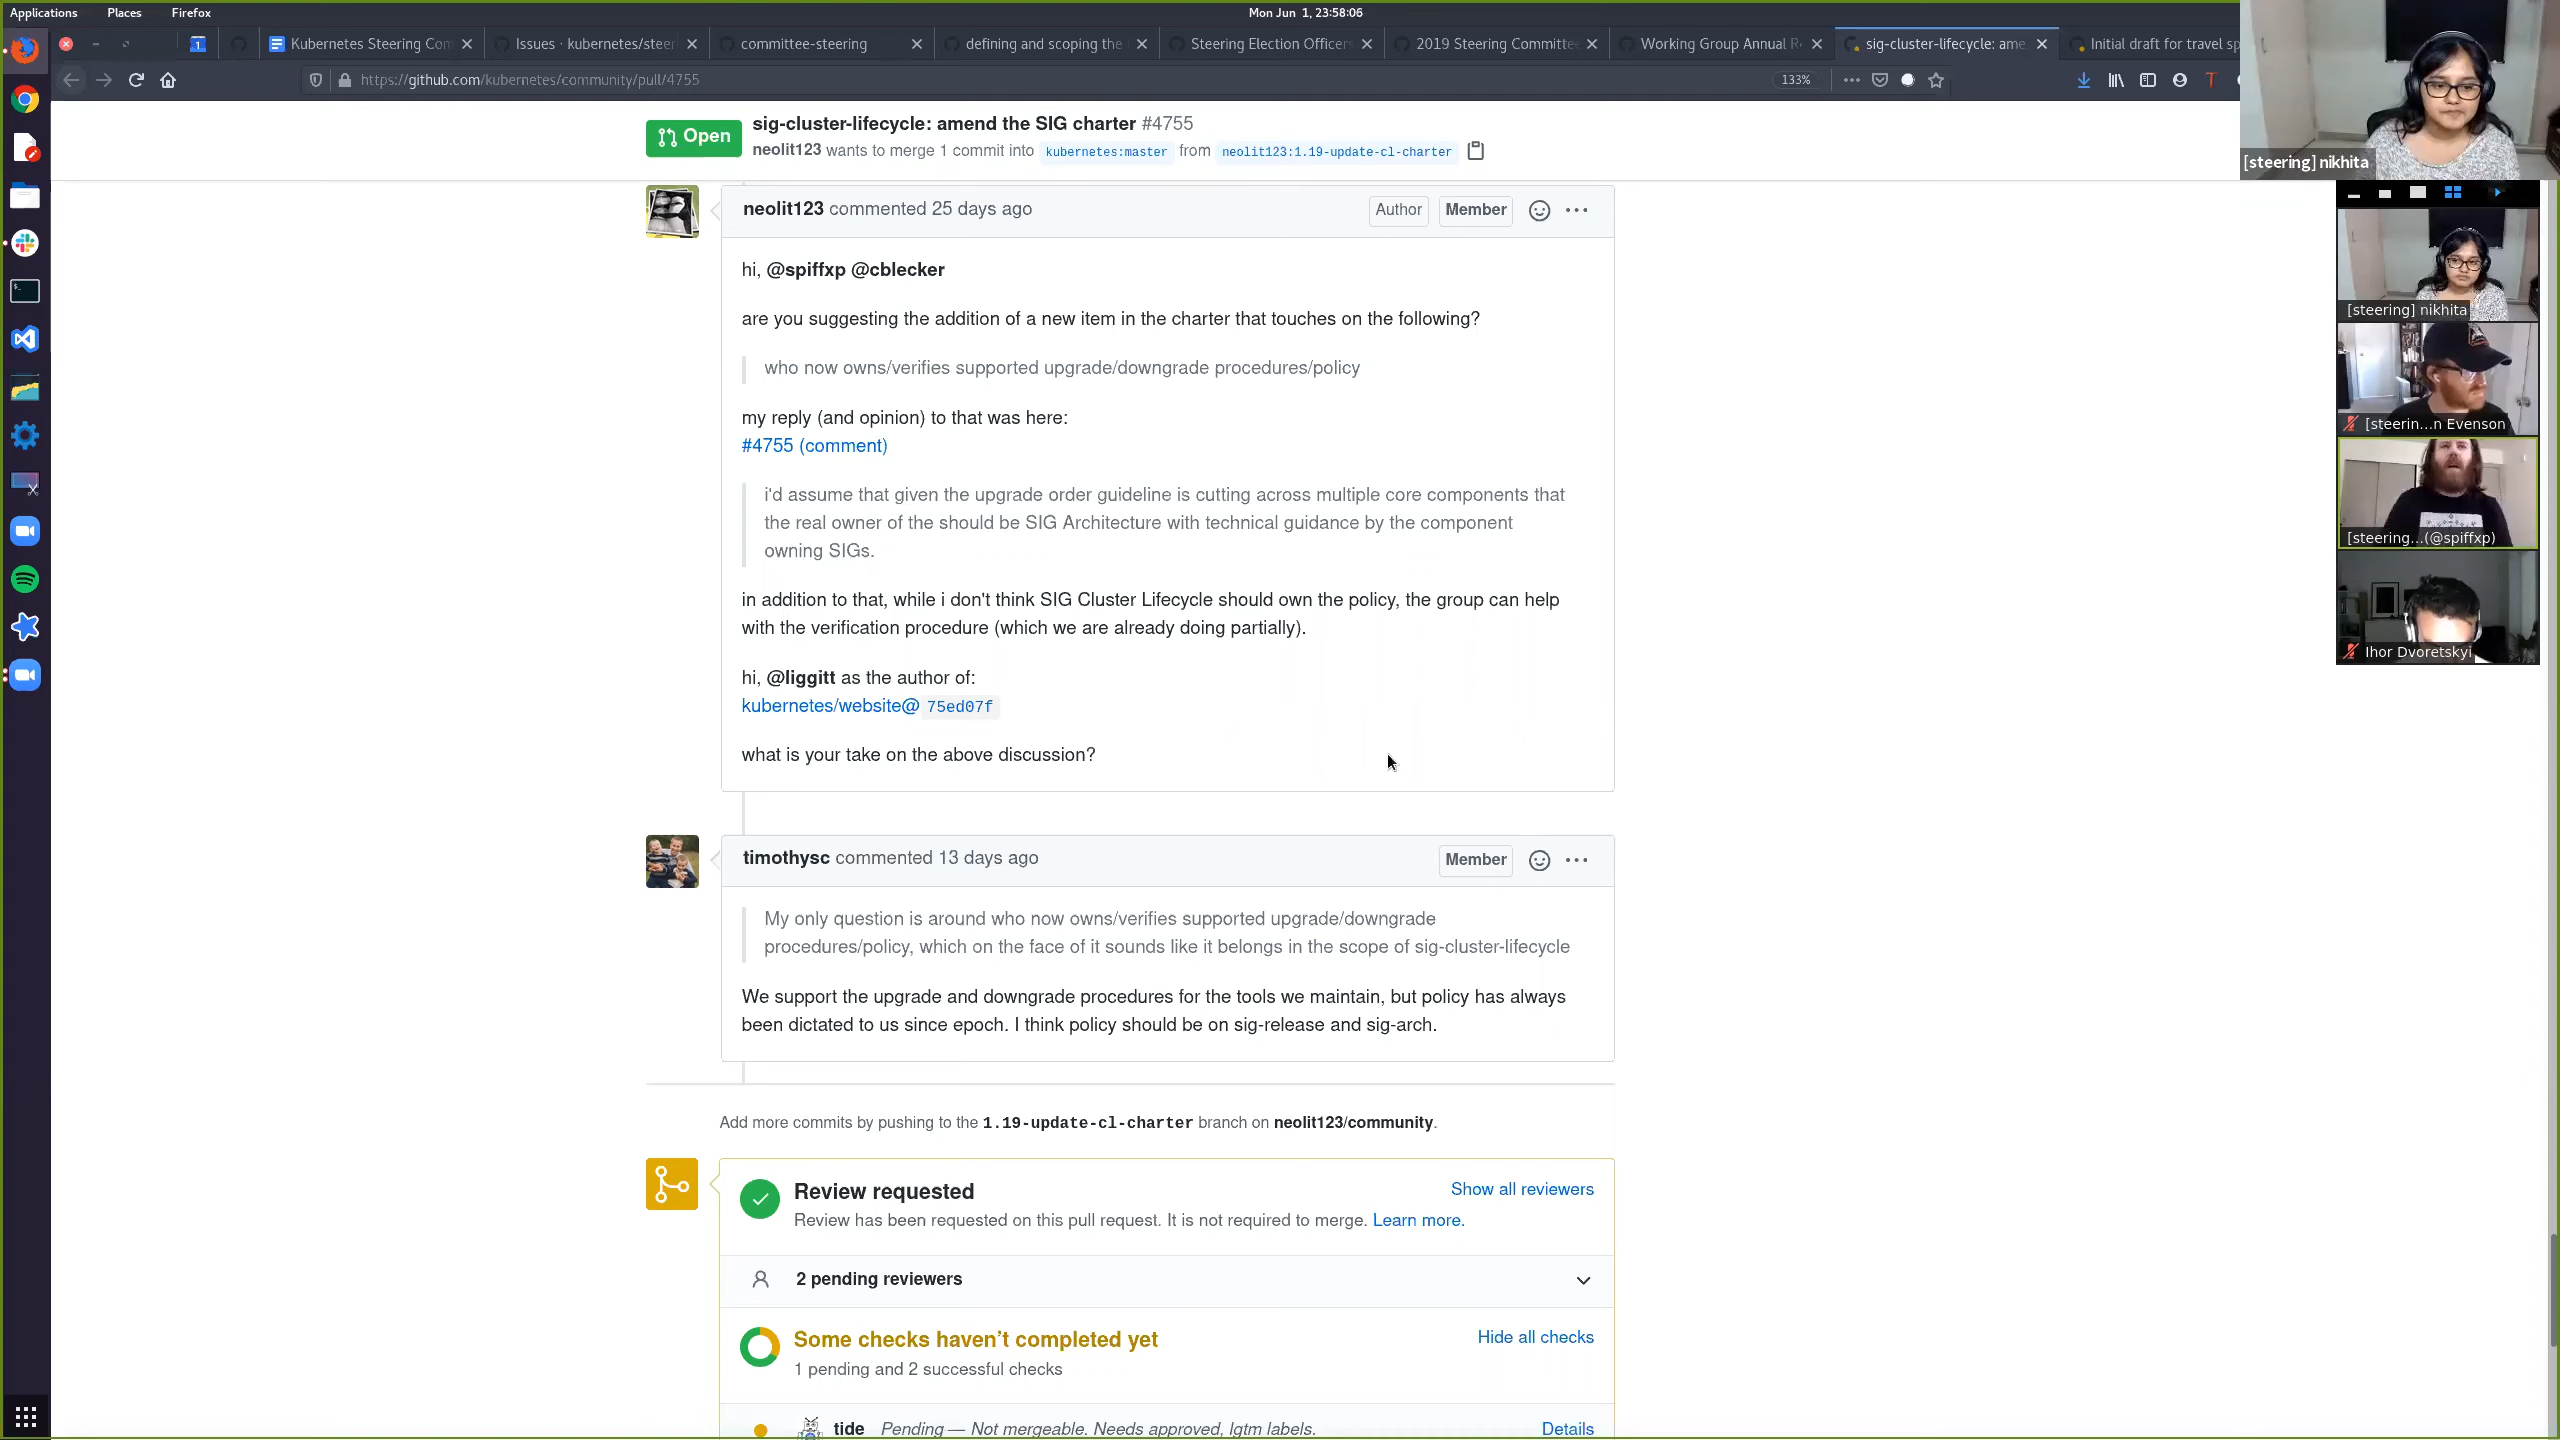 Applications Places Firefox
Mon Jun 1, 23:58:06
Kubernetes Steering Con
Issues · kubernetes/steer
committee-steering
defining and scoping the
Steering Election Officer
2019 Steering Committe
Working Group Annual R
sig-cluster-lifecycle: ame
Initial draft for travel sp
https://github.com/kubernetes/community/pull/4755
133%
Open
sig-cluster-lifecycle: amend the SIG charter #4755
neolit123 wants to merge 1 commit into kubernetes:master from neolit123:1.19-update-cl-charter
[steering] nikhita
[steering] nikhita
[steerin...n Evenson
[steering...(@spiffxp)
Ihor Dvoretskyi
neolit123 commented 25 days ago
Author
Member
hi, @spiffxp @cblecker
are you suggesting the addition of a new item in the charter that touches on the following?
who now owns/verifies supported upgrade/downgrade procedures/policy
my reply (and opinion) to that was here:
#4755 (comment)
i'd assume that given the upgrade order guideline is cutting across multiple core components that
the real owner of the should be SIG Architecture with technical guidance by the component
owning SIGs.
in addition to that, while i don't think SIG Cluster Lifecycle should own the policy, the group can help
with the verification procedure (which we are already doing partially).
hi, @liggitt as the author of:
kubernetes/website@ 75ed07f
what is your take on the above discussion?
timothysc commented 13 days ago
Member
My only question is around who now owns/verifies supported upgrade/downgrade
procedures/policy, which on the face of it sounds like it belongs in the scope of sig-cluster-lifecycle
We support the upgrade and downgrade procedures for the tools we maintain, but policy has always
been dictated to us since epoch. I think policy should be on sig-release and sig-arch.
Add more commits by pushing to the 1.19-update-cl-charter branch on neolit123/community.
Review requested
Show all reviewers
Review has been requested on this pull request. It is not required to merge. Learn more.
2 pending reviewers
Some checks haven’t completed yet
Hide all checks
1 pending and 2 successful checks
tide Pending — Not mergeable. Needs approved, lgtm labels.
Details